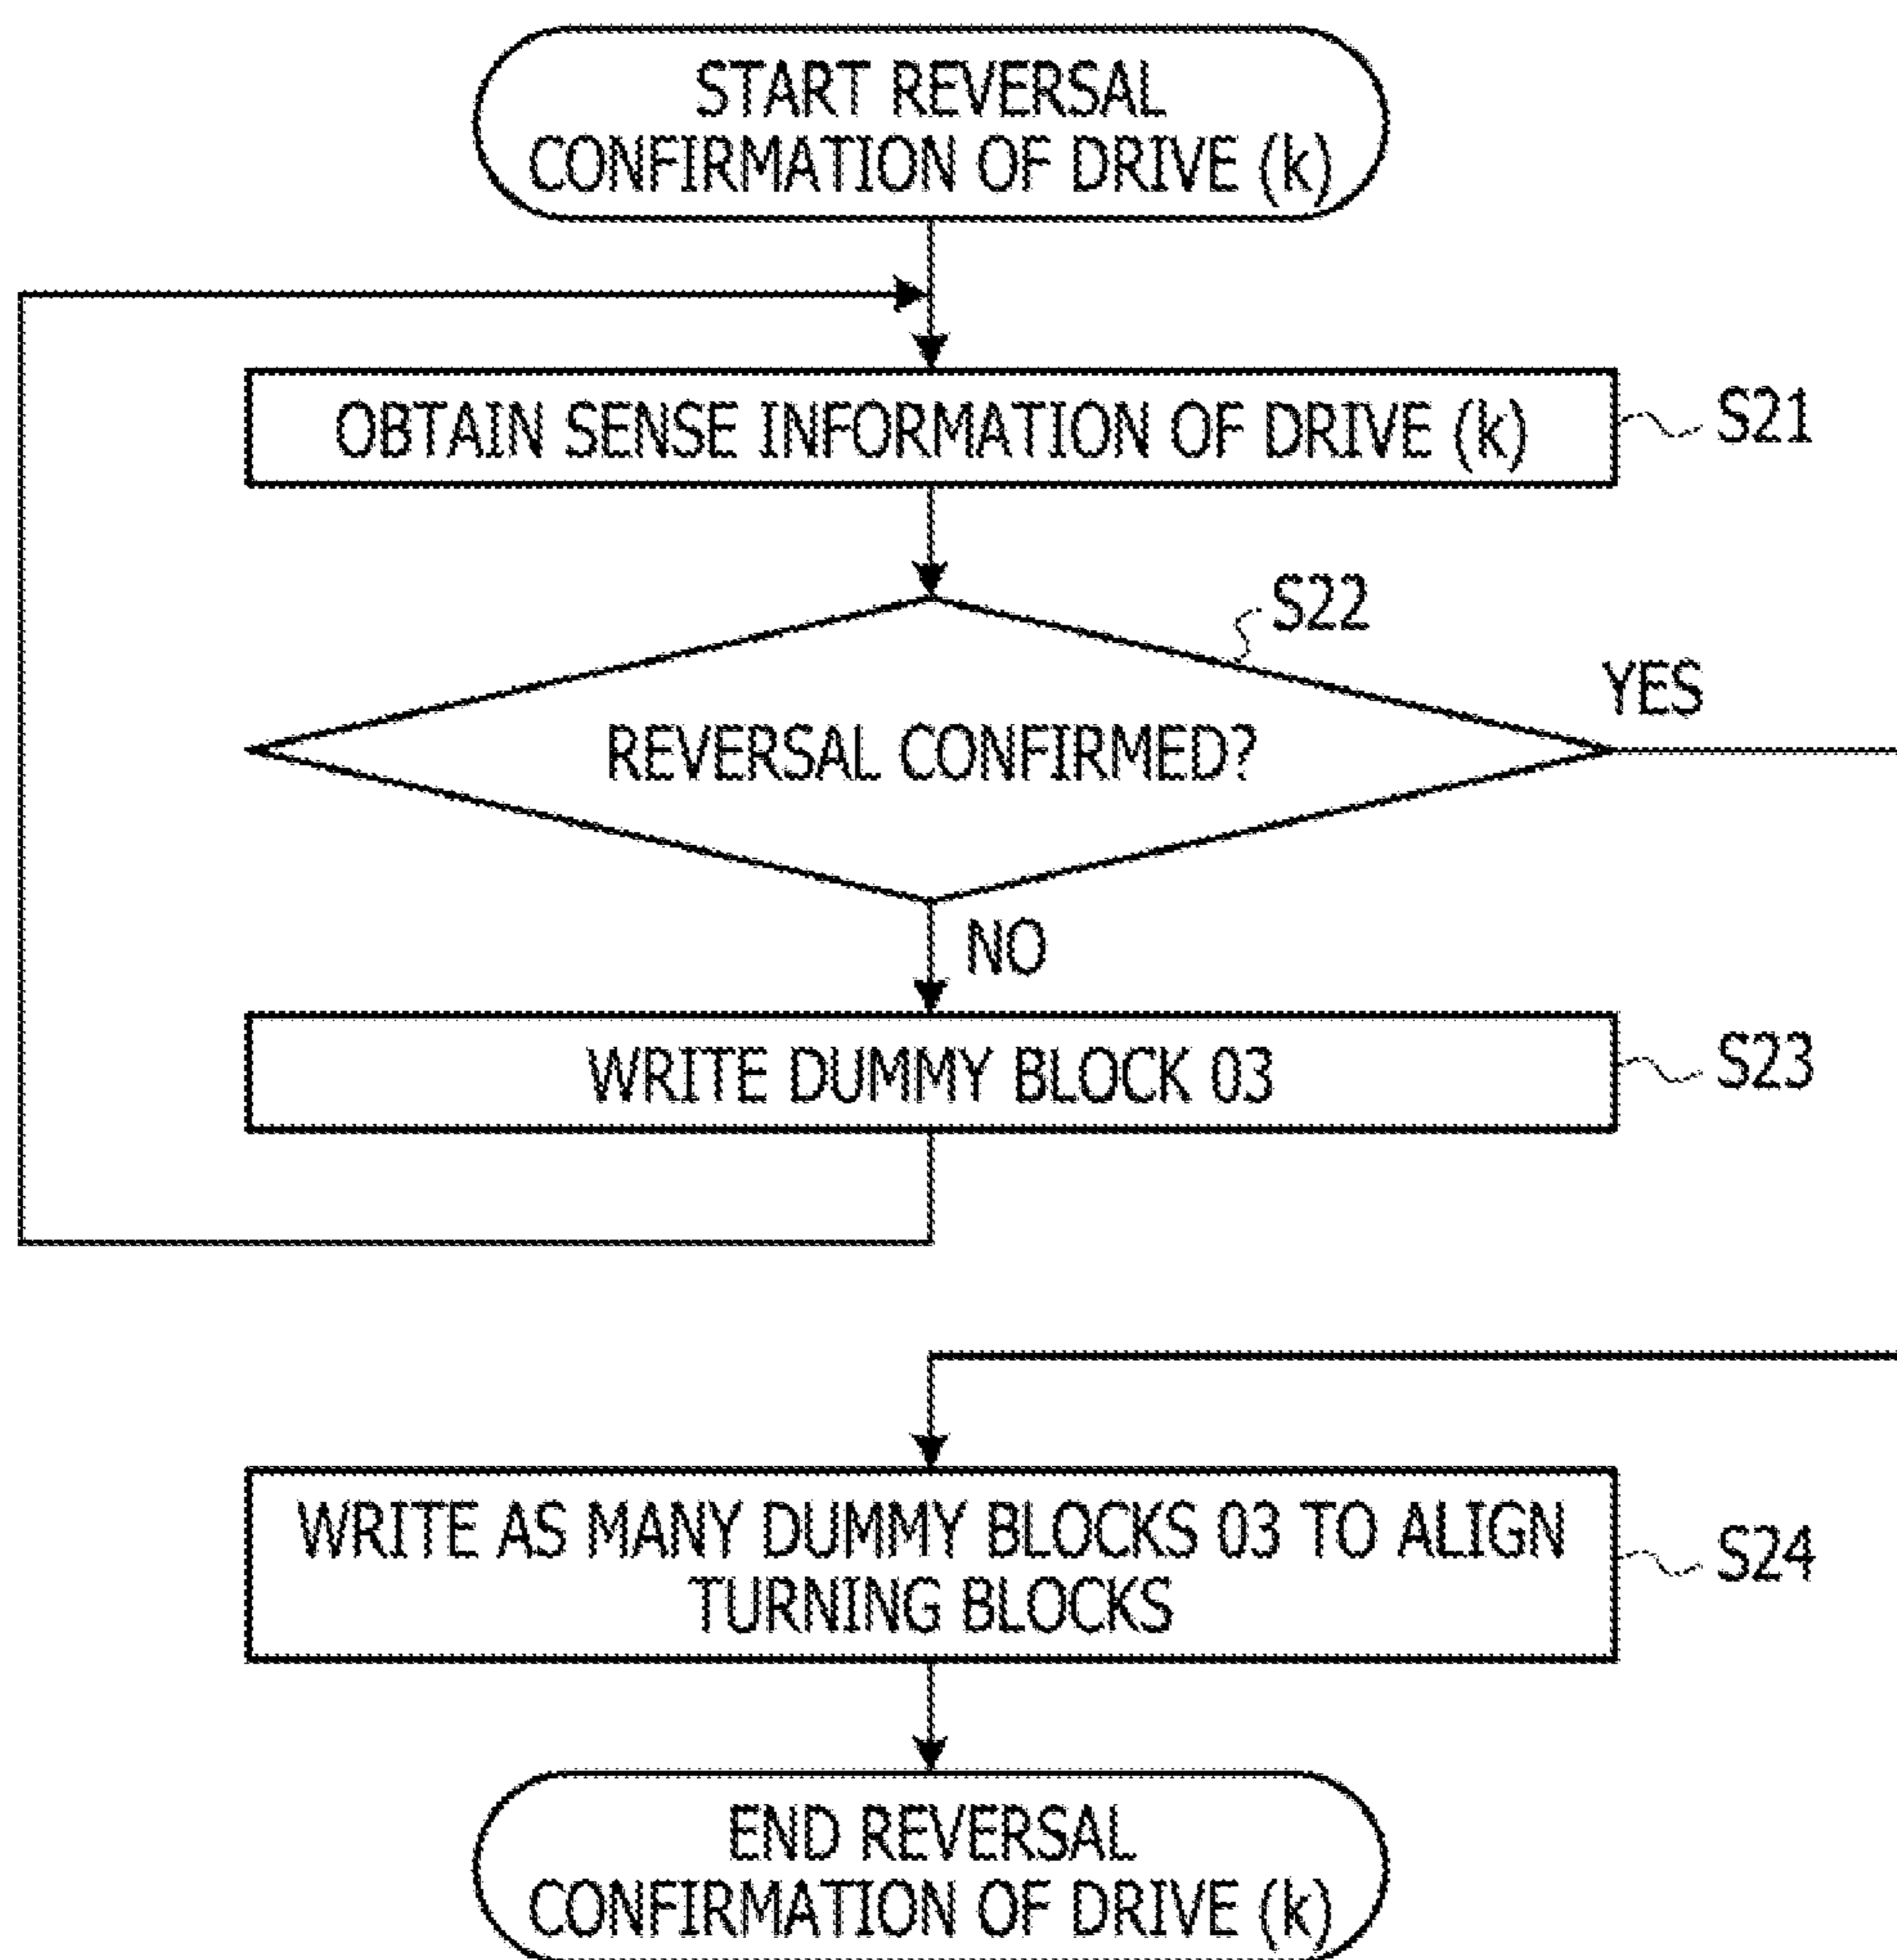 START REVERSAL
CONFIRMATION OF DRIVE (k)
OBTAIN SENSE INFORMATION OF DRIVE (k)
S21
S22
YES
REVERSAL CONFIRMED?
NO
WRITE DUMMY BLOCK 03
S23
WRITE AS MANY DUMMY BLOCKS 03 TO ALIGN
TURNING BLOCKS
S24
END REVERSAL
CONFIRMATION OF DRIVE (k)